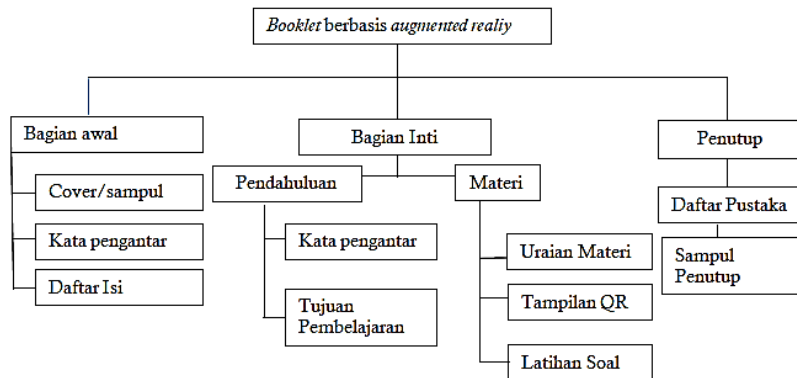 Booklet berbasis augmented realiy
Bagian awal
Cover/sampul
Kata pengantar
Daftar Isi
Bagian Inti
Pendahuluan
Kata pengantar
Tujuan
Pembelajaran
Materi
Uraian Materi
Tampilan QR
Latihan Soal
Penutup
Daftar Pustaka
Sampul
Penutup